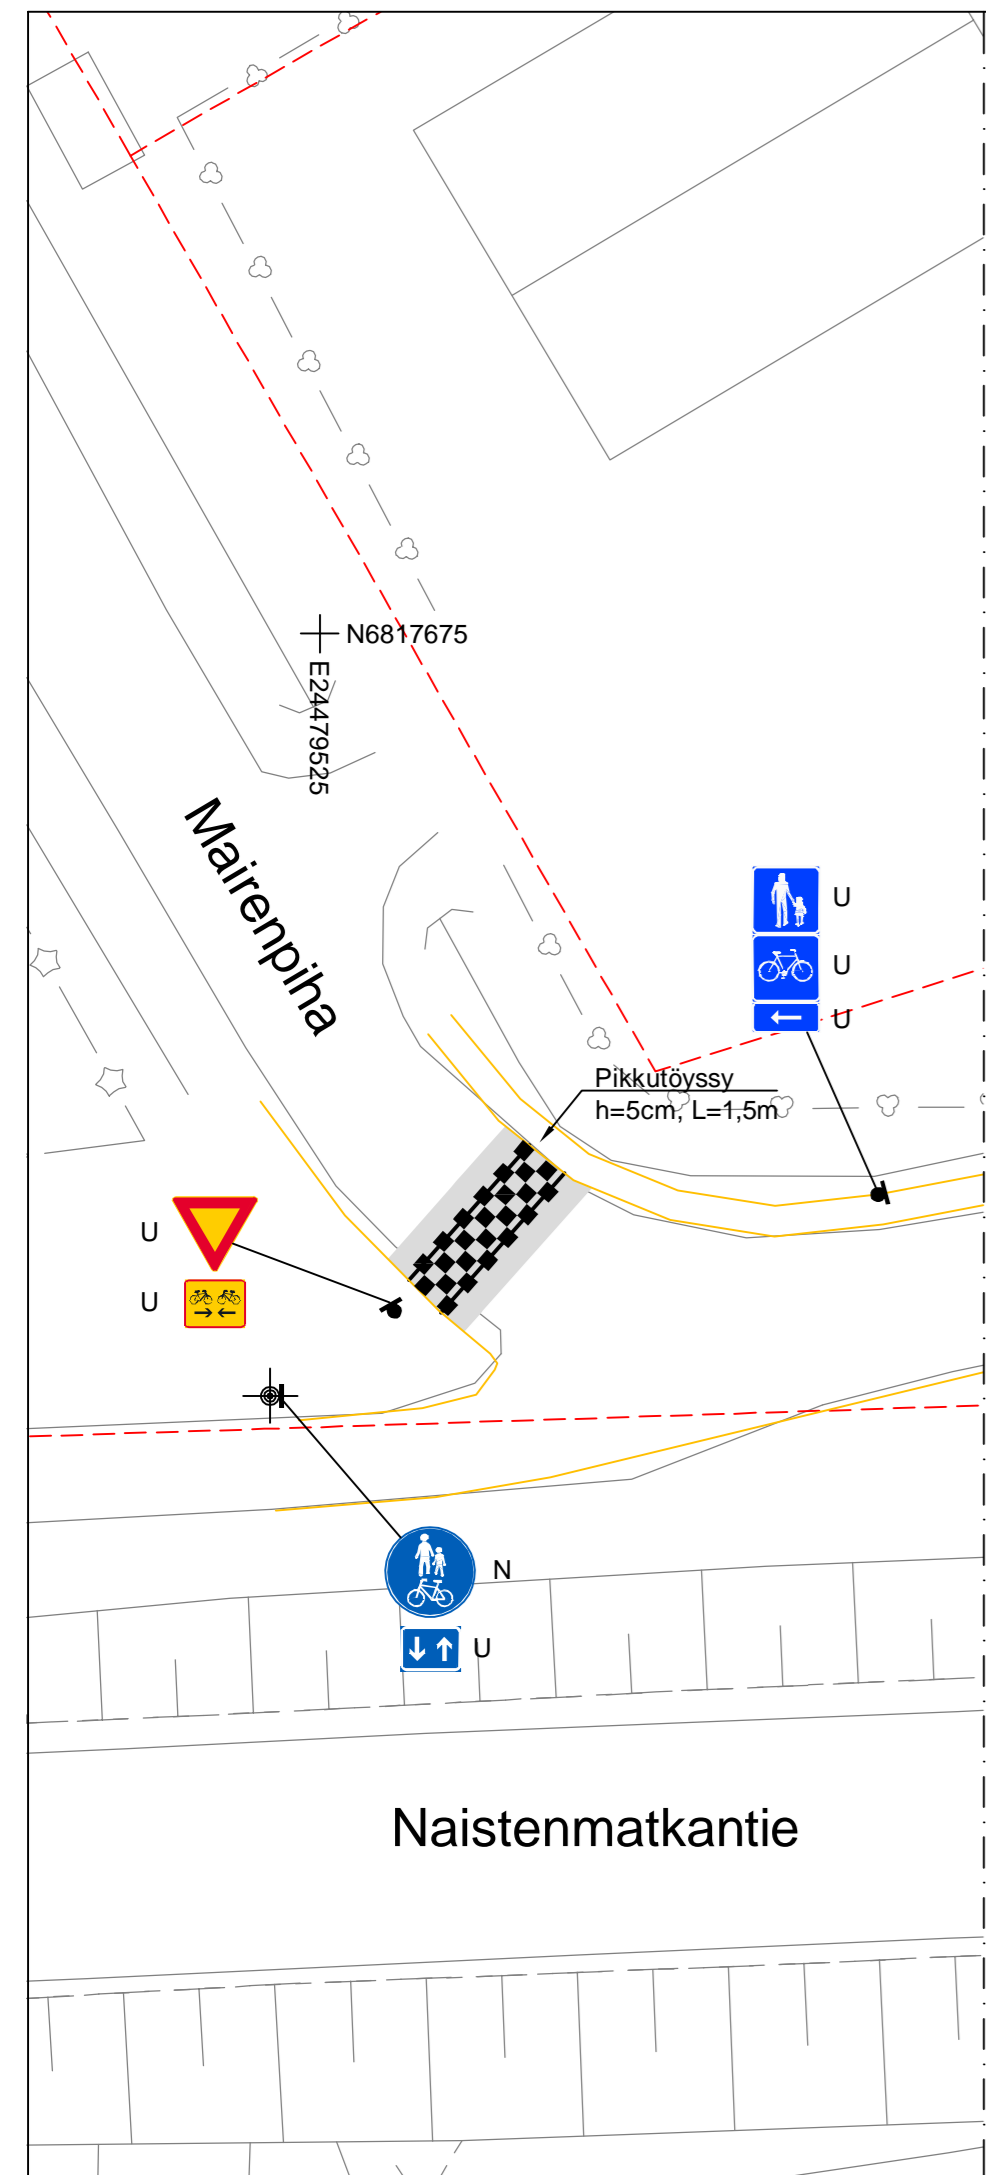 N6817675
E24479525
Mairenpiha
U
U
U
Pikkutöyssy
h=5cm, L=1,5m
U
U
N
U
Naistenmatkantie